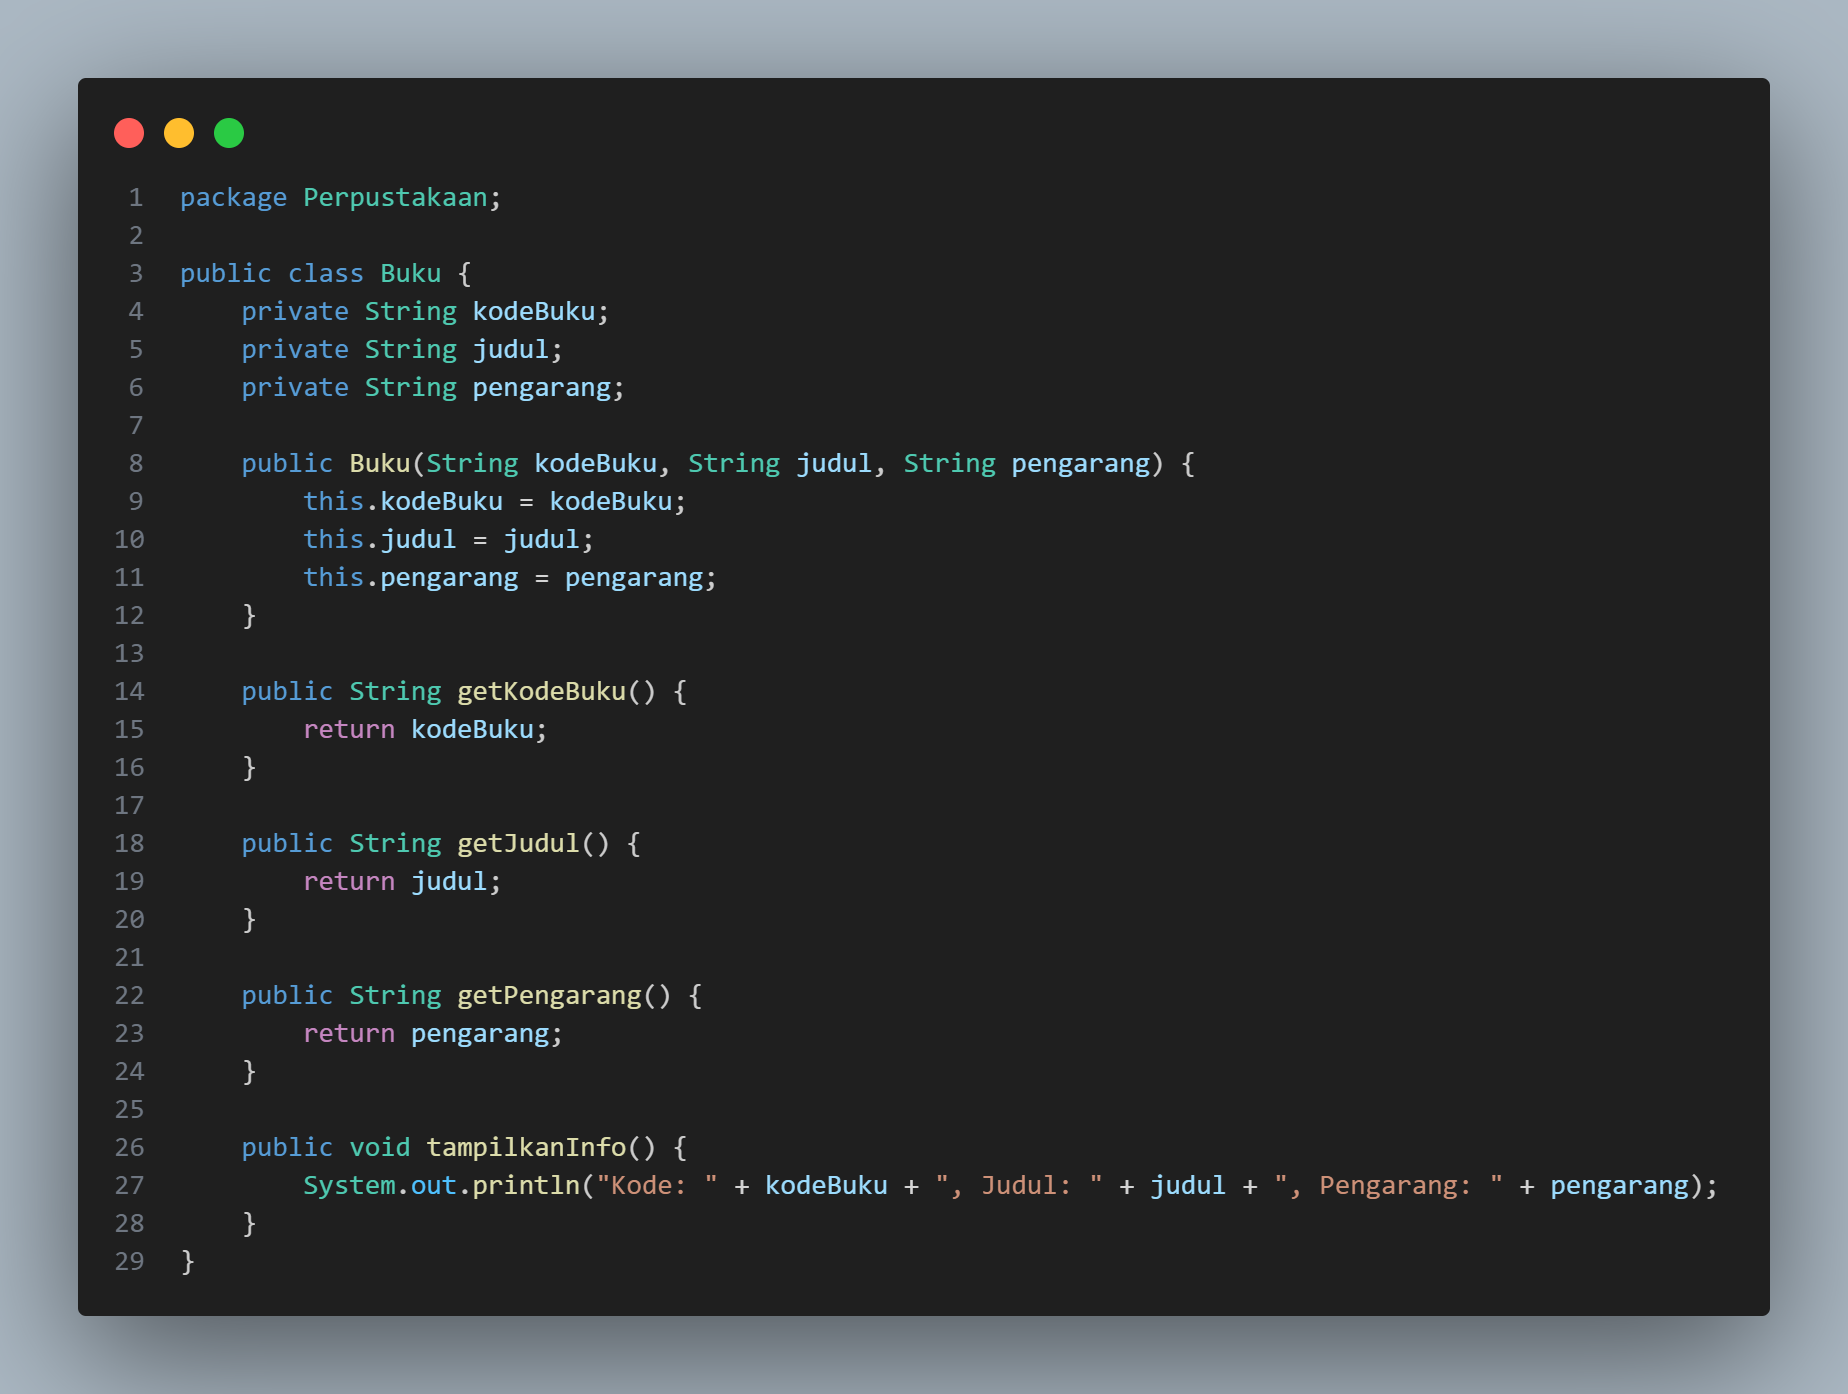 1 package Perpustakaan;
2
3 public class Buku {
4     private String kodeBuku;
5     private String judul;
6     private String pengarang;
7
8     public Buku(String kodeBuku, String judul, String pengarang) {
9         this.kodeBuku = kodeBuku;
10         this.judul = judul;
11         this.pengarang = pengarang;
12     }
13
14     public String getKodeBuku() {
15         return kodeBuku;
16     }
17
18     public String getJudul() {
19         return judul;
20     }
21
22     public String getPengarang() {
23         return pengarang;
24     }
25
26     public void tampilkanInfo() {
27         System.out.println("Kode: " + kodeBuku + ", Judul: " + judul + ", Pengarang: " + pengarang);
28     }
29 }